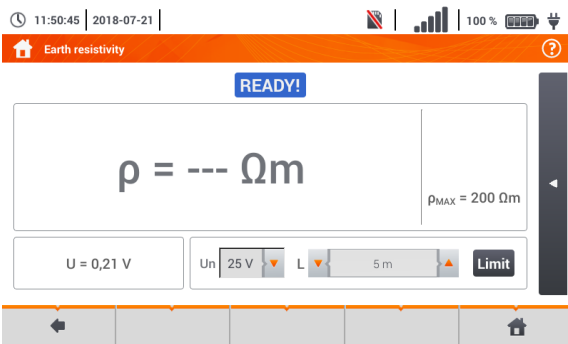 11:50:45 2018-07-21 100 %
Earth resistivity ?
READY!
ρ = --- Ωm
ρMAX = 200 Ωm
U = 0,21 V Un 25 V L 5 m Limit